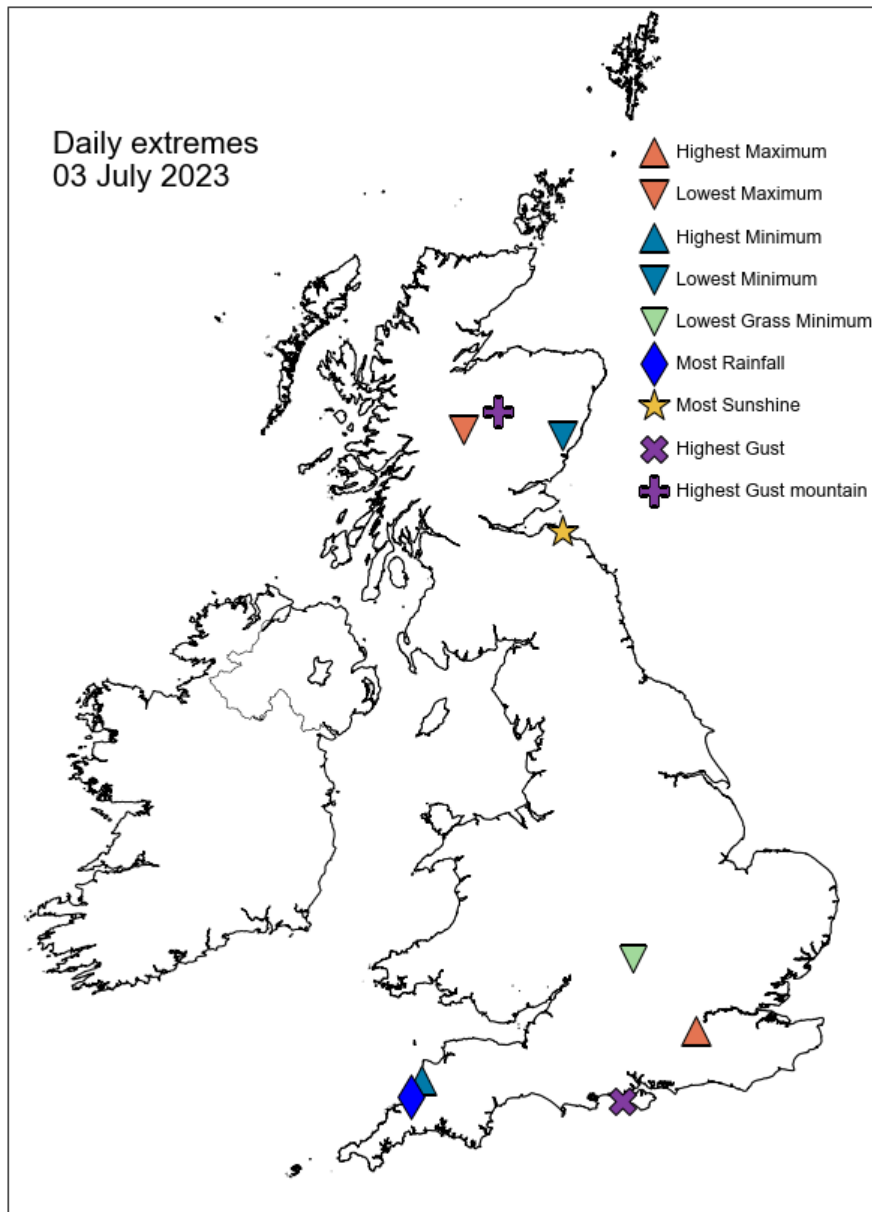 Daily extremes
03 July 2023
Highest Maximum
Lowest Maximum
Highest Minimum
Lowest Minimum
Lowest Grass Minimum
Most Rainfall
Most Sunshine
Highest Gust
Highest Gust mountain